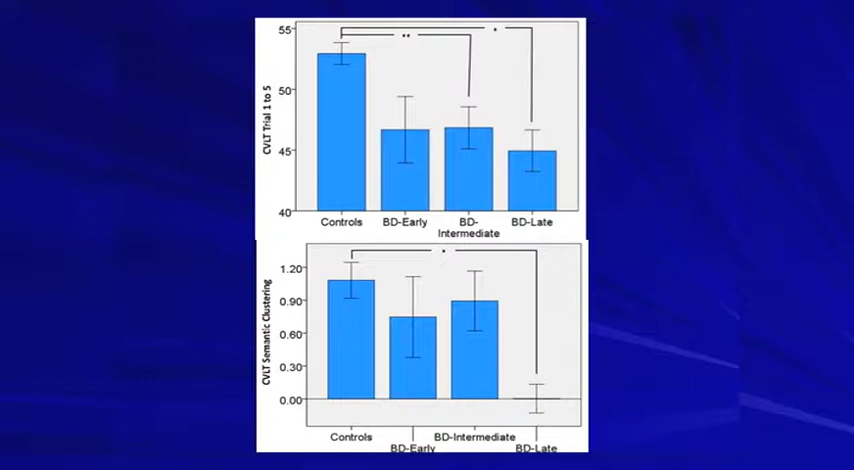 55
50
45
40
CVLT Trial 1 to 5
**
*
Controls
BD-Early
BD-
Intermediate
BD-Late
1.20
0.90
0.60
0.30
0.00
CVLT Semantic Clustering
*
Controls
BD-Early
BD-Intermediate
BD-Late